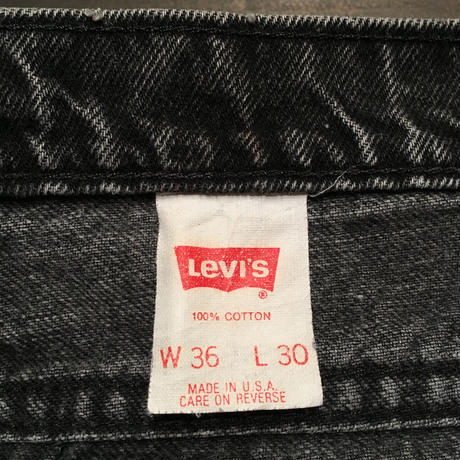 Levi's
®
100% COTTON
W 36 L 30
MADE IN U.S.A.
CARE ON REVERSE